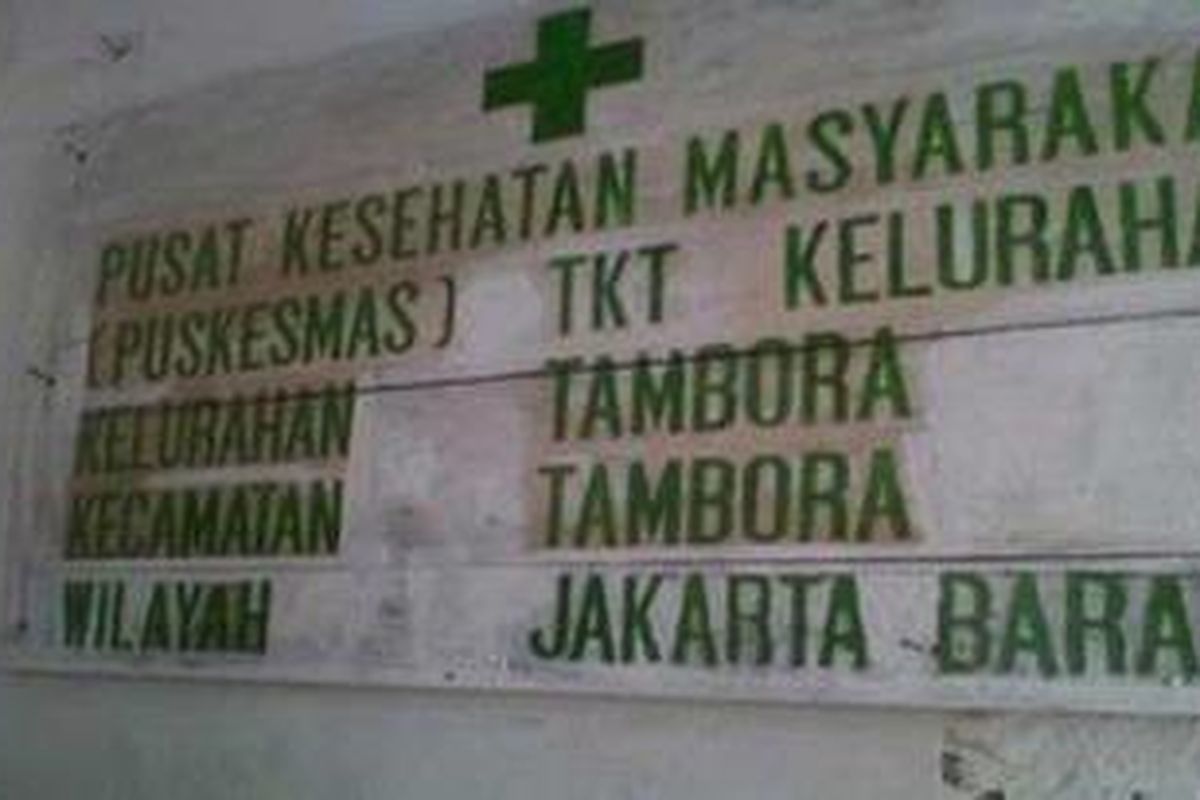 PUSAT KESEHATAN MASYARAKA
(PUSKESMAS) TKT KELURAHA
KELURAHAN TAMBORA
KECAMATAN TAMBORA
WILAYAH JAKARTA BARA